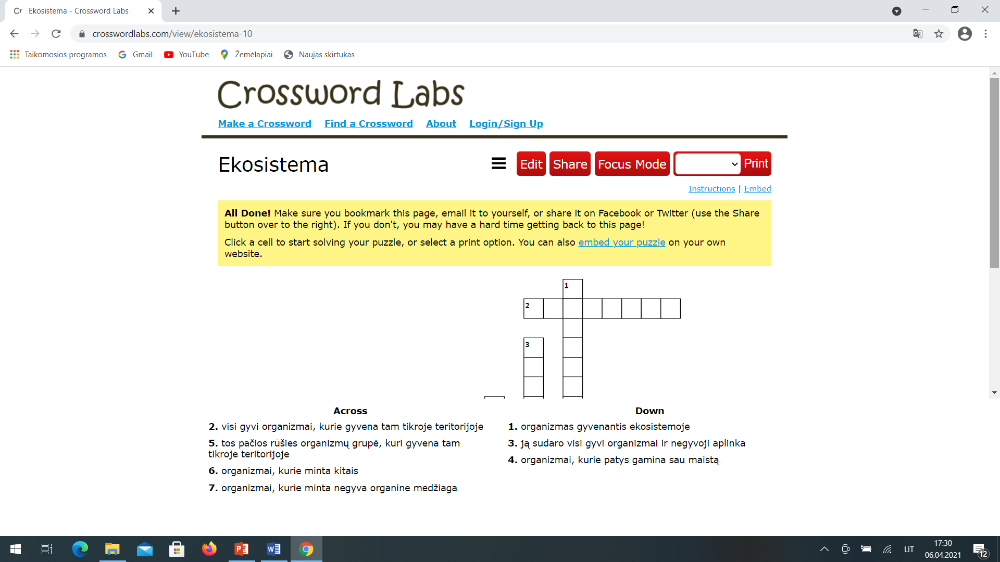 Ekosistema - Crossword Labs
crosswordlabs.com/view/ekosistema-10
Taikomosios programos Gmail YouTube Žemėlapiai Naujas skirtukas
Crossword Labs
Make a Crossword Find a Crossword About Login/Sign Up
Ekosistema Edit Share Focus Mode Print
Instructions | Embed
All Done! Make sure you bookmark this page, email it to yourself, or share it on Facebook or Twitter (use the Share
button over to the right). If you don't, you may have a hard time getting back to this page!
Click a cell to start solving your puzzle, or select a print option. You can also embed your puzzle on your own
website.
1
2
3
Across
2. visi gyvi organizmai, kurie gyvena tam tikroje teritorijoje
5. tos pačios rūšies organizmų grupė, kuri gyvena tam
tikroje teritorijoje
6. organizmai, kurie minta kitais
7. organizmai, kurie minta negyva organine medžiaga
Down
1. organizmas gyvenantis ekosistemoje
3. ją sudaro visi gyvi organizmai ir negyvoji aplinka
4. organizmai, kurie patys gamina sau maistą
LIT
17:30
06.04.2021
12